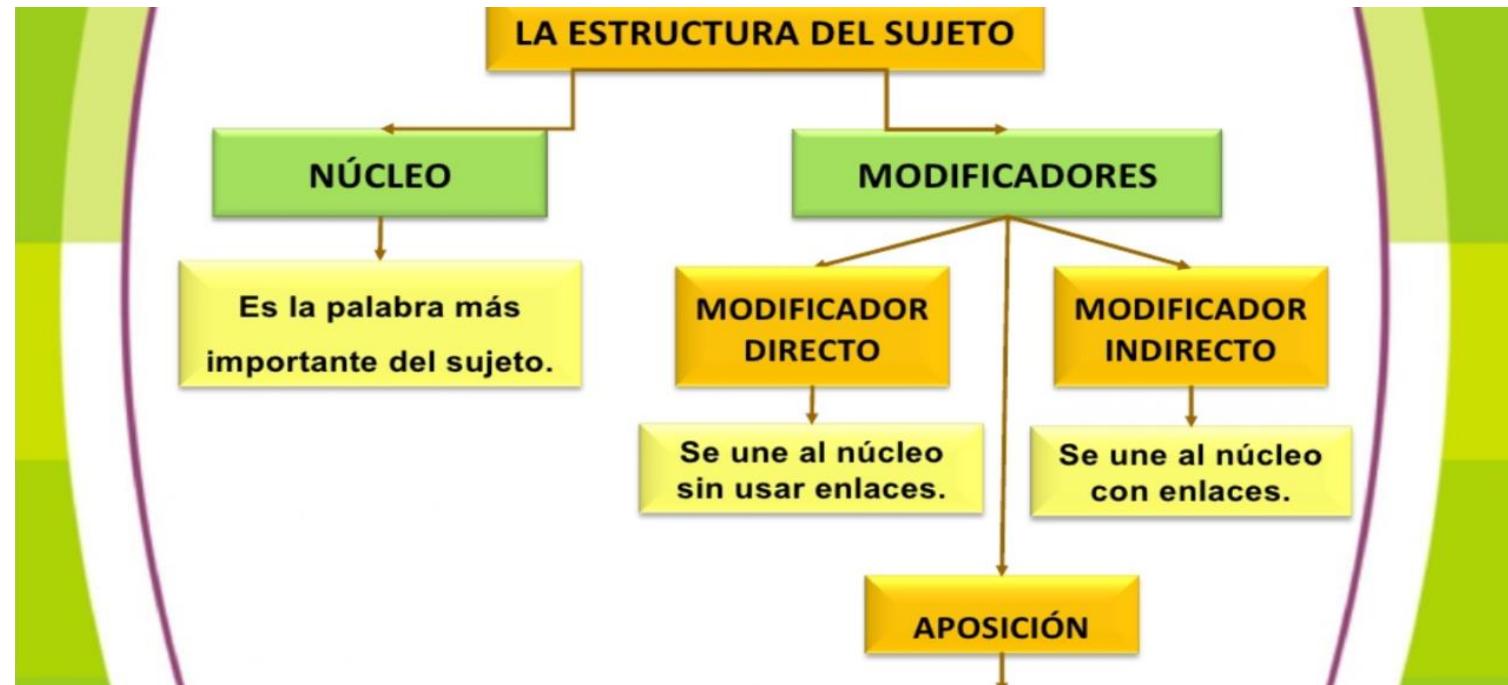 LA ESTRUCTURA DEL SUJETO
NÚCLEO
Es la palabra más
importante del sujeto.
MODIFICADORES
MODIFICADOR
DIRECTO
Se une al núcleo
sin usar enlaces.
MODIFICADOR
INDIRECTO
Se une al núcleo
con enlaces.
APOSICIÓN